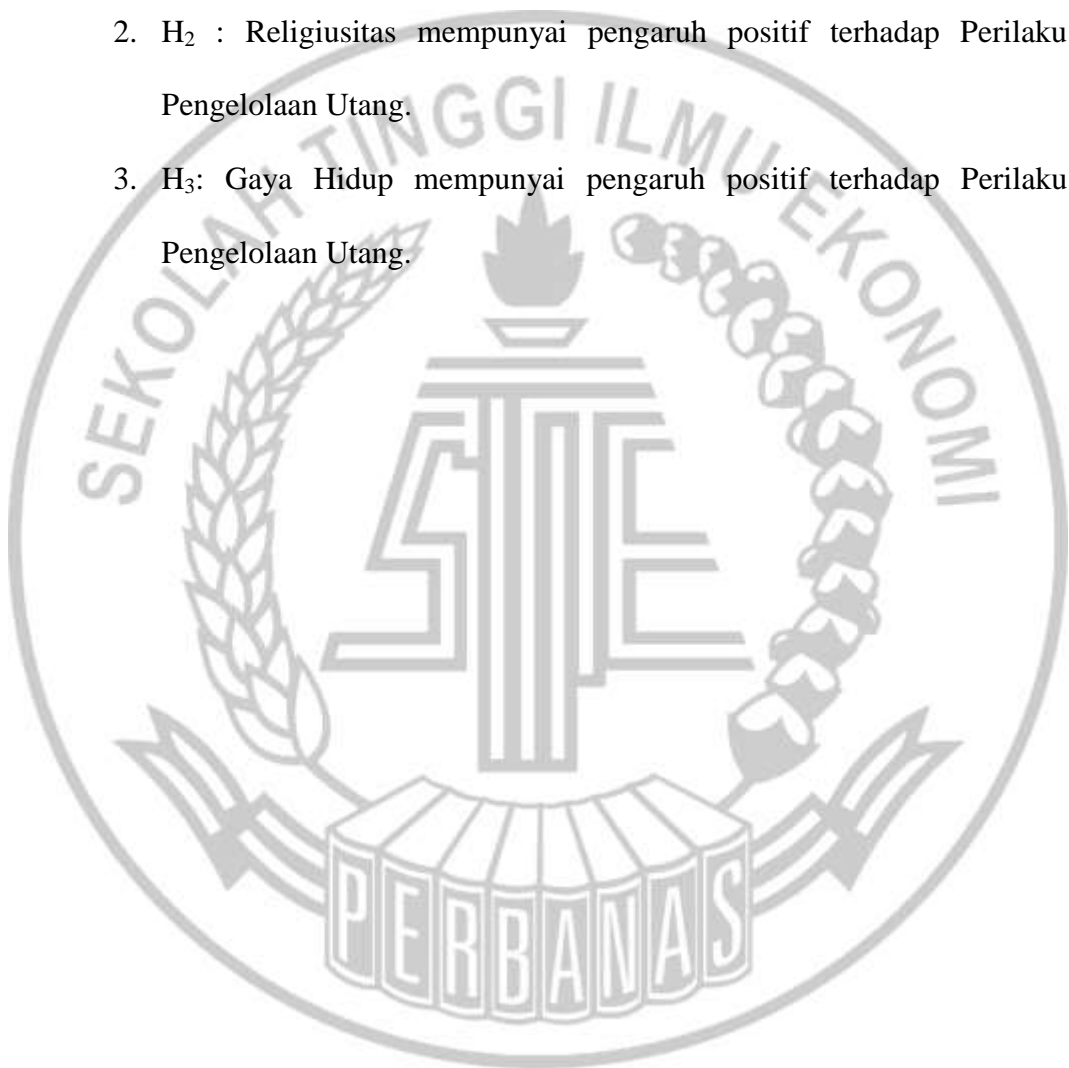 2. H₂ : Religiusitas mempunyai pengaruh positif terhadap Perilaku
Pengelolaan Utang.
3. H₃: Gaya Hidup mempunyai pengaruh positif terhadap Perilaku
Pengelolaan Utang.
SEKOLAH TINGGI ILMU EKONOMI
STIE
PERBANAS